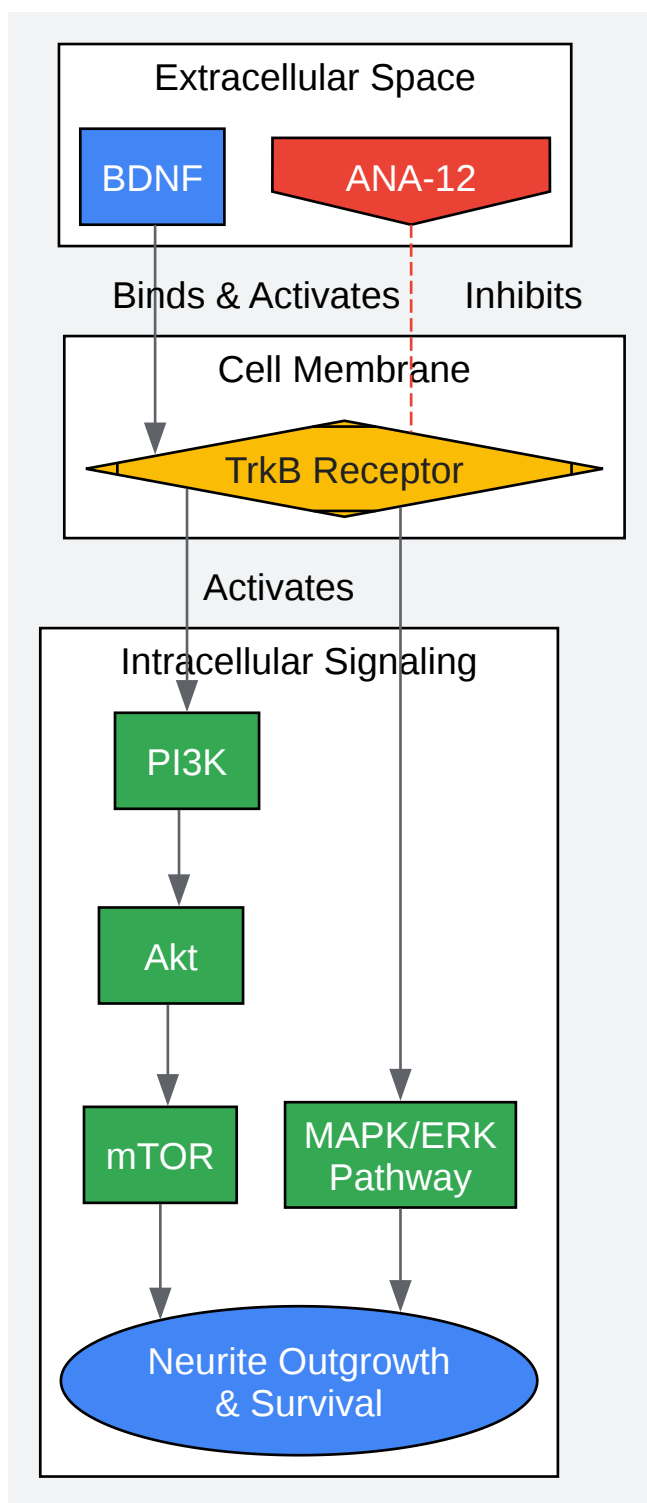 Extracellular Space
BDNF
ANA-12
Binds & Activates
Inhibits
Cell Membrane
TrkB Receptor
Activates
Intracellular Signaling
PI3K
Akt
mTOR
MAPK/ERK
Pathway
Neurite Outgrowth
& Survival